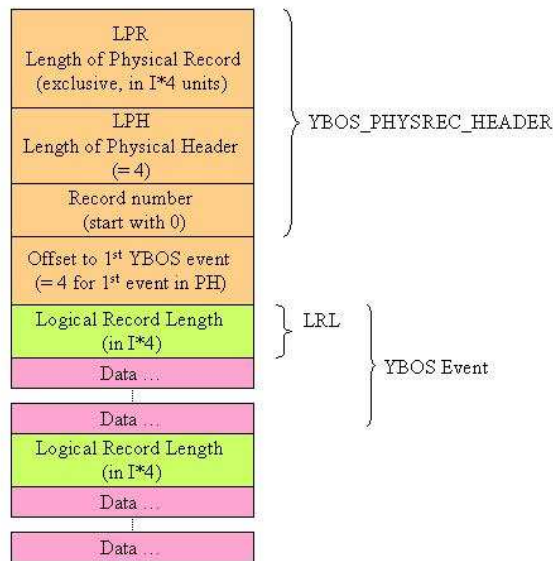 LPR
Length of Physical Record
(exclusive, in I*4 units)
LPH
Length of Physical Header
(= 4)
Record number
(start with 0)
YBOS_PHYSREC_HEADER
Offset to 1st YBOS event
(= 4 for 1st event in PH)
Logical Record Length
(in I*4)
LRL
Data ...
YBOS Event
Data ...
Logical Record Length
(in I*4)
Data ...
Data ...